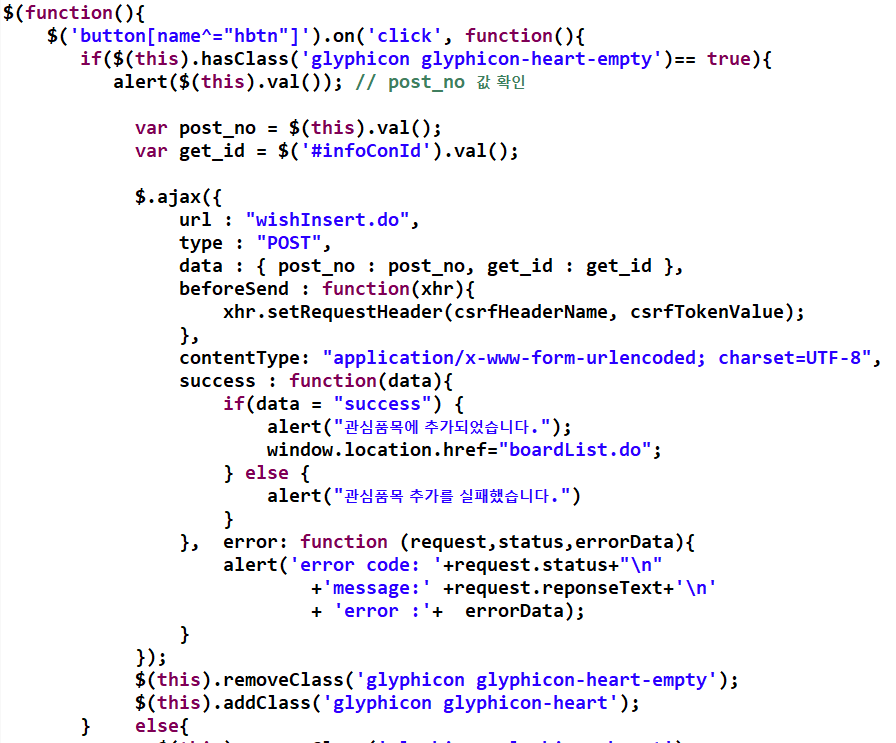 $(function(){
    $('button[name^="hbtn"]').on('click', function(){
       if($(this).hasClass('glyphicon glyphicon-heart-empty')== true){
          alert($(this).val()); // post_no 값 확인

            var post_no = $(this).val();
            var get_id = $('#infoConId').val();

            $.ajax({
                url : "wishInsert.do",
                type : "POST",
                data : { post_no : post_no, get_id : get_id },
                beforeSend : function(xhr){
                    xhr.setRequestHeader(csrfHeaderName, csrfTokenValue);
                },
                contentType: "application/x-www-form-urlencoded; charset=UTF-8",
                success : function(data){
                    if(data = "success") {
                        alert("관심품목에 추가되었습니다.");
                        window.location.href="boardList.do";
                    } else {
                        alert("관심품목 추가를 실패했습니다.")
                    }
                },  error: function (request,status,errorData){
                    alert('error code: '+request.status+"\n"
                            +'message:' +request.reponseText+'\n'
                            + 'error :'+  errorData);
                }
            });
            $(this).removeClass('glyphicon glyphicon-heart-empty');
            $(this).addClass('glyphicon glyphicon-heart');
       }    else{